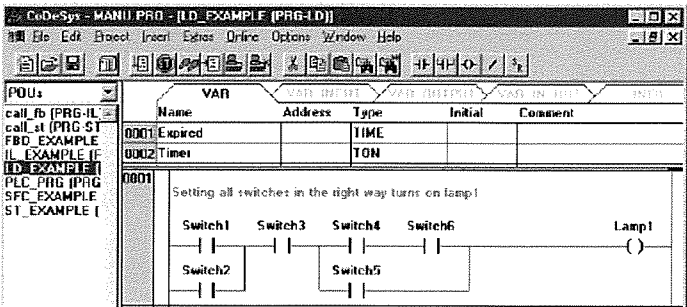 CoDeSys - MANU.PRO - [LD_EXAMPLE (PRG-LD)]
File Edit Project Insert Extras Online Options Window Help
POUs
call_fb (PRG-IL
call_st (PRG-ST
FBD_EXAMPLE
IL_EXAMPLE (F
LD_EXAMPLE (
PLC_PRG (PRG
SFC_EXAMPLE
ST_EXAMPLE (
VAR VAR_INPUT VAR_OUTPUT VAR_IN_OUT INFO
Name Address Type Initial Comment
0001 Expired TIME
0002 Timer TON
0001
Setting all switches in the right way turns on lamp1
Switch1 Switch3 Switch4 Switch6 Lamp1
Switch2 Switch5